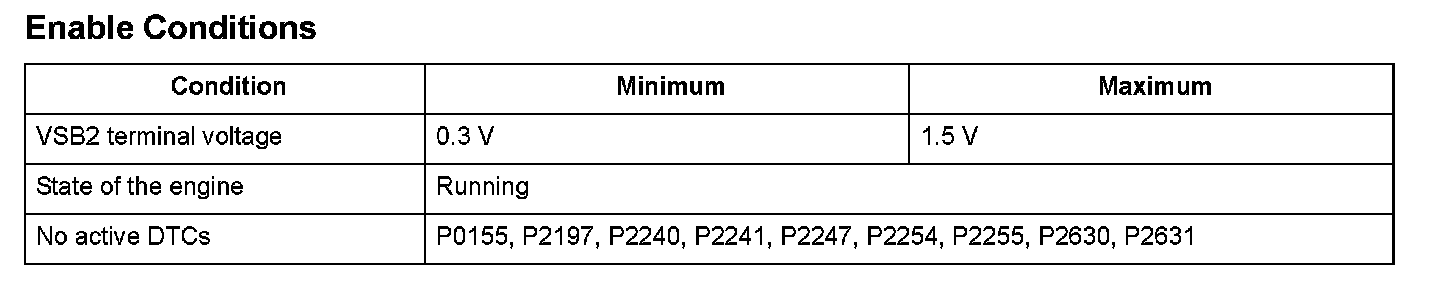 Enable Conditions
Condition Minimum Maximum
VSB2 terminal voltage 0.3 V 1.5 V
State of the engine Running
No active DTCs P0155, P2197, P2240, P2241, P2247, P2254, P2255, P2630, P2631